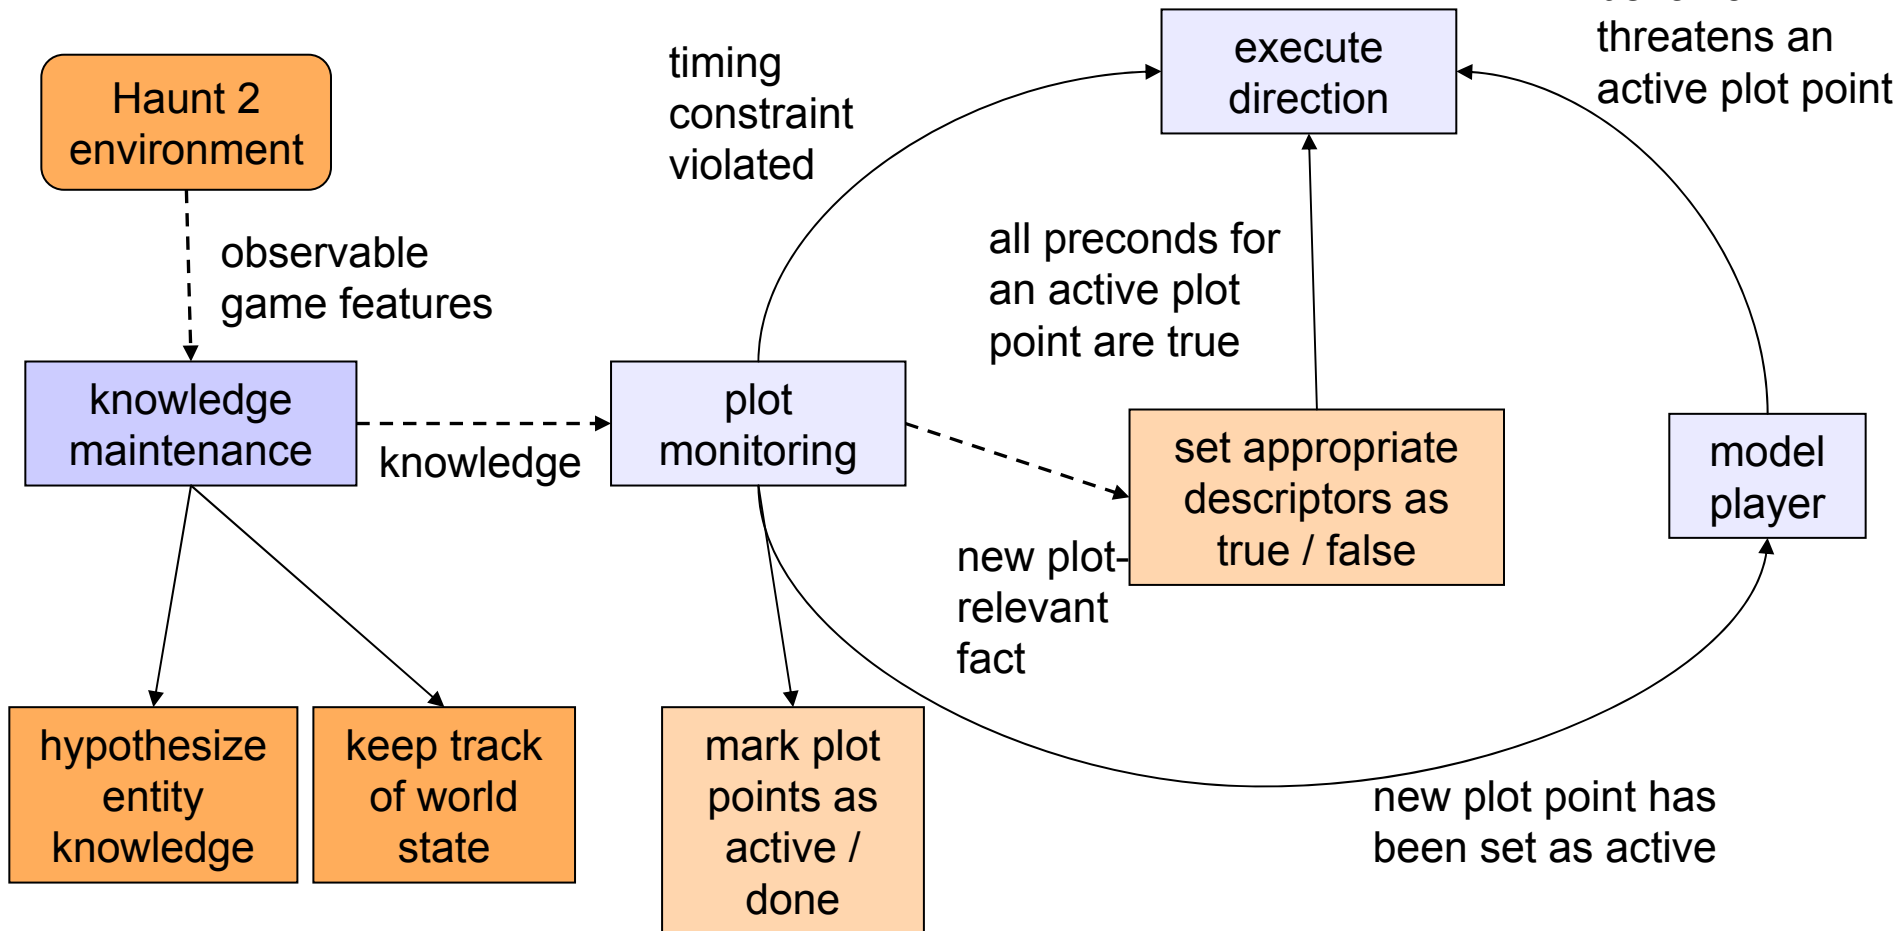 Haunt 2
environment
observable
game features
knowledge
maintenance
knowledge
hypothesize
entity
knowledge
keep track
of world
state
timing
constraint
violated
plot
monitoring
mark plot
points as
active /
done
execute
direction
all preconds for
an active plot
point are true
set appropriate
descriptors as
true / false
new plot-
relevant
fact
threatens an
active plot point
model
player
new plot point has
been set as active